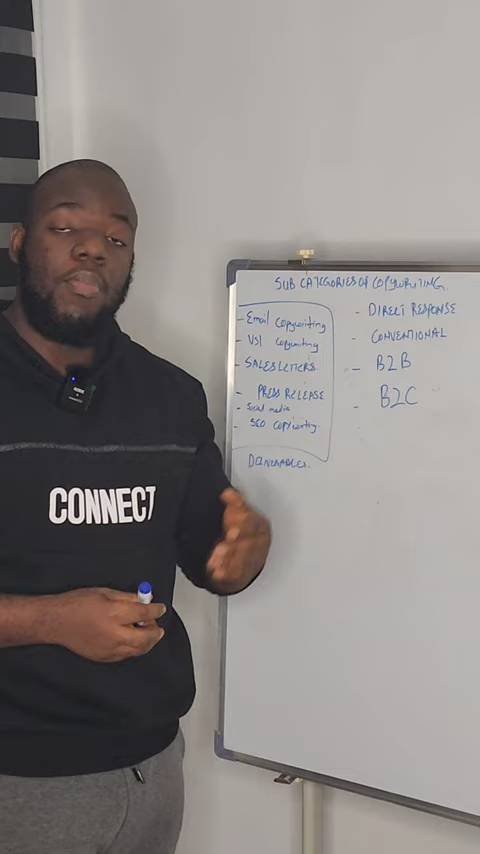 SUB CATEGORIES OF COPYWRITING.
- Email Copywriting
- VSl Copywriting
- SALES LETTERS.
- PRESS RELEASE
- Social media
- SEO Copywriting.
- DIRECT RESPONSE
- CONVENTIONAL
- B2B
- B2C
CONNECT